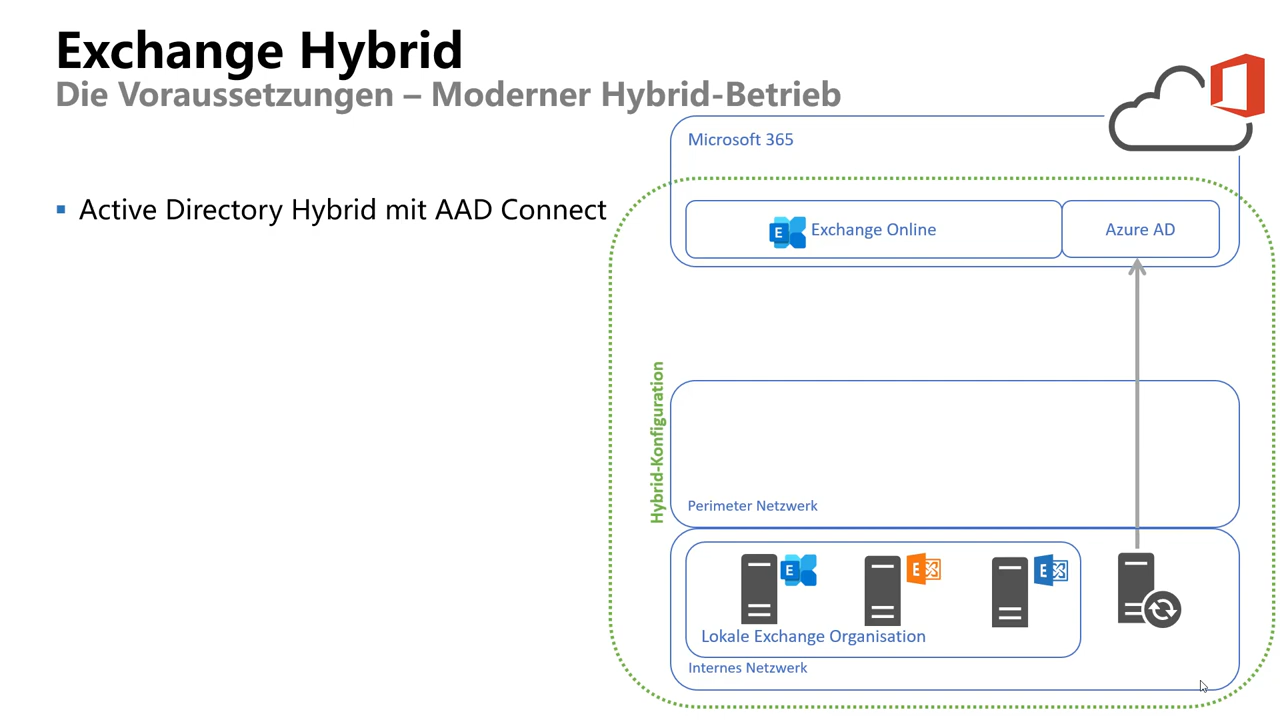 Exchange Hybrid
Die Voraussetzungen – Moderner Hybrid-Betrieb
Microsoft 365
▪ Active Directory Hybrid mit AAD Connect
E Exchange Online
Azure AD
Hybrid-Konfiguration
Perimeter Netzwerk
E
E
E
Lokale Exchange Organisation
Internes Netzwerk